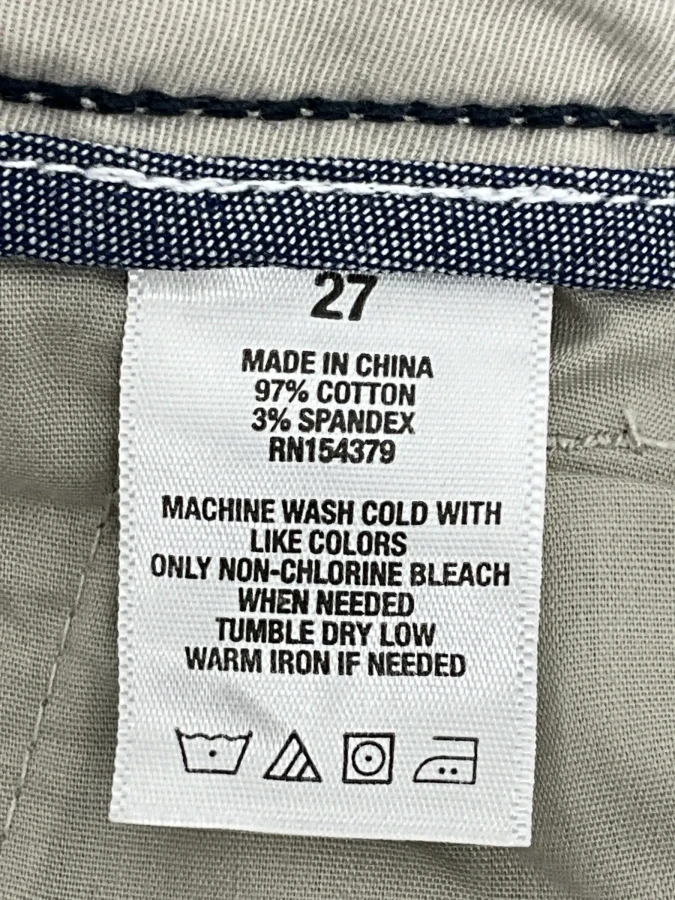 27
MADE IN CHINA
97% COTTON
3% SPANDEX
RN154379
MACHINE WASH COLD WITH
LIKE COLORS
ONLY NON-CHLORINE BLEACH
WHEN NEEDED
TUMBLE DRY LOW
WARM IRON IF NEEDED